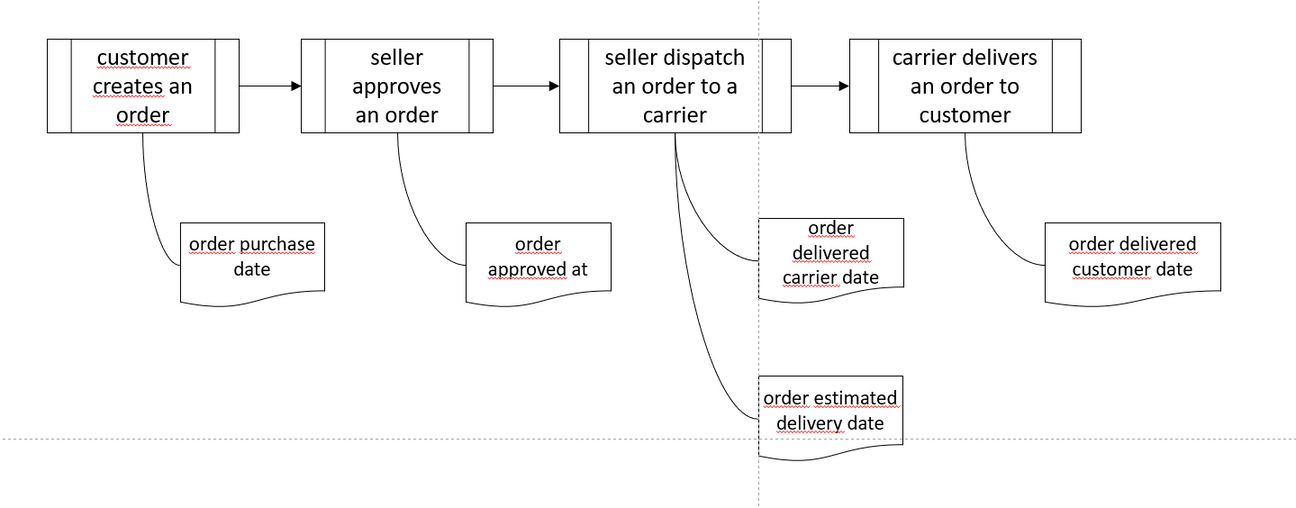 customer
creates an
order
seller
approves
an order
seller dispatch
an order to a
carrier
carrier delivers
an order to
customer
order purchase
date
order
approved at
order
delivered
carrier date
order delivered
customer date
order estimated
delivery date